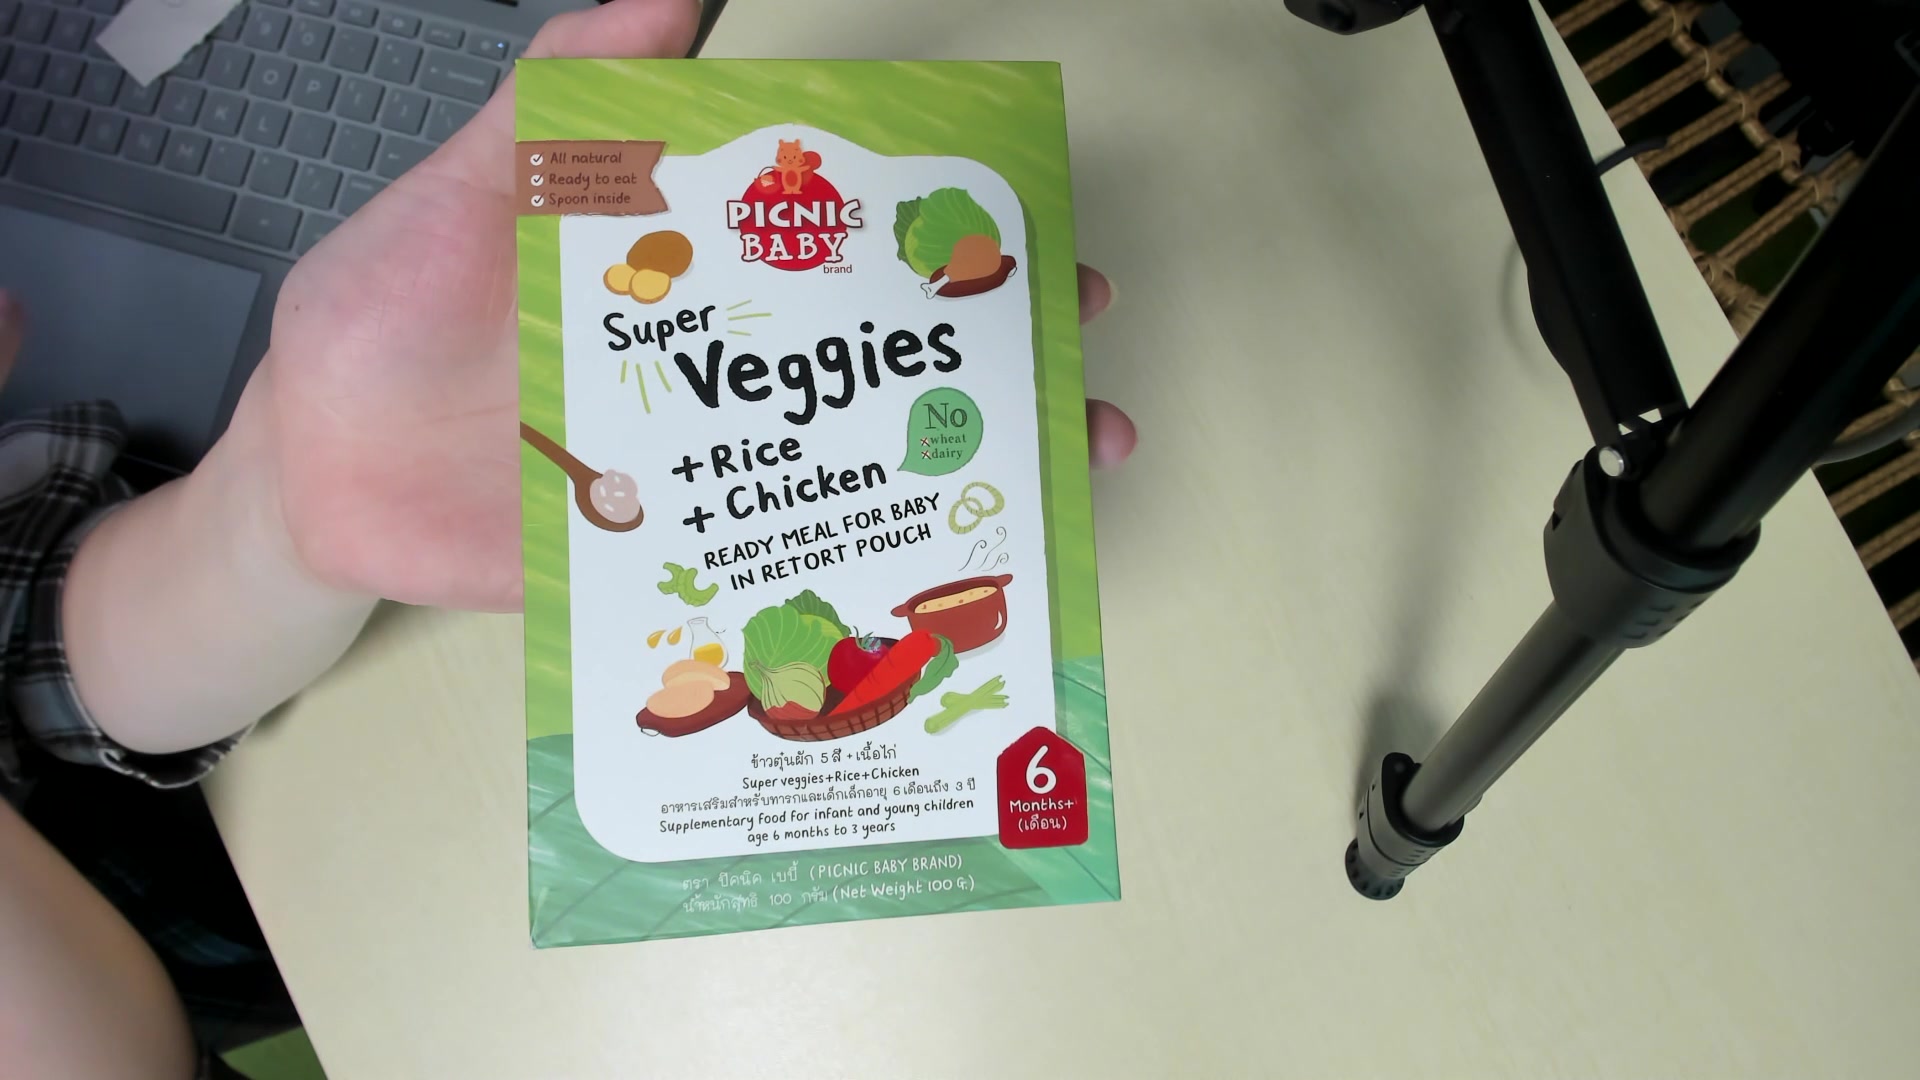 All natural
Ready to eat
Spoon inside
PICNIC
BABY
brand
Super
Veggies
No
wheat
dairy
+ Rice
+ Chicken
READY MEAL FOR BABY
IN RETORT POUCH
ข้าวตุ๋นผัก 5 สี + เนื้อไก่
Super veggies+Rice+Chicken
อาหารเสริมสำหรับทารกและเด็กเล็กอายุ 6 เดือนถึง 3 ปี
Supplementary food for infant and young children
age 6 months to 3 years
6
Months+
(เดือน)
ตรา ปิคนิค เบบี้ (PICNIC BABY BRAND)
น้ำหนักสุทธิ 100 กรัม (Net Weight 100 G.)